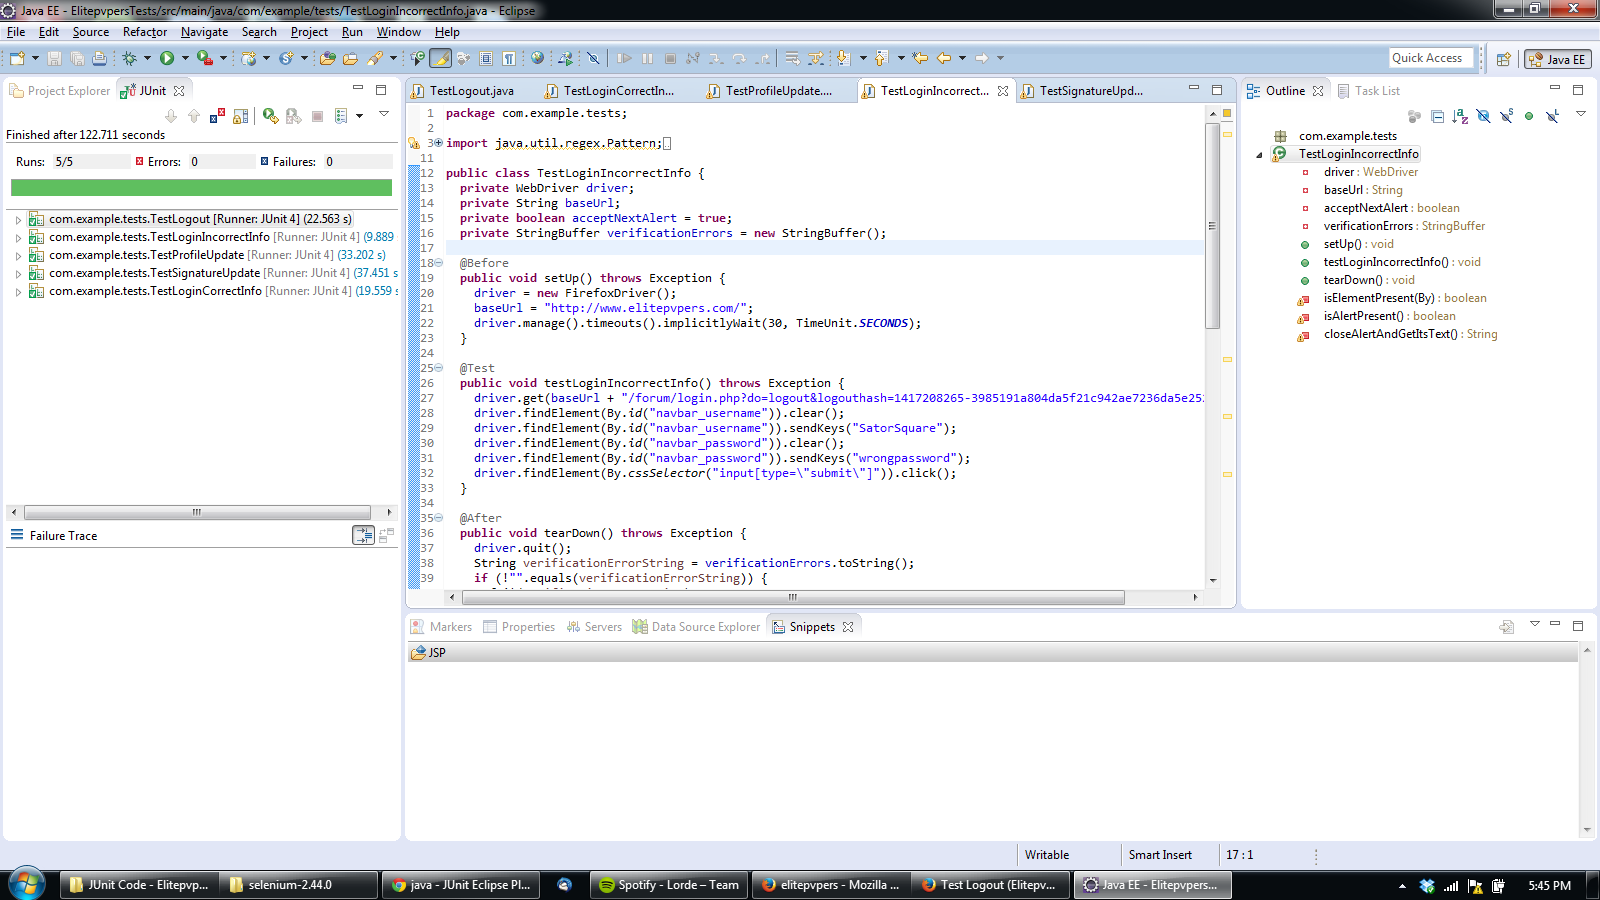 Java EE - ElitepvpersTests/src/main/java/com/example/tests/TestLoginIncorrectInfo.java - Eclipse
File Edit Source Refactor Navigate Search Project Run Window Help
Quick Access
Java EE
Project Explorer JUnit
Finished after 122.711 seconds
Runs: 5/5 Errors: 0 Failures: 0
com.example.tests.TestLogout [Runner: JUnit 4] (22.563 s)
com.example.tests.TestLoginIncorrectInfo [Runner: JUnit 4] (9.889
com.example.tests.TestProfileUpdate [Runner: JUnit 4] (33.202 s)
com.example.tests.TestSignatureUpdate [Runner: JUnit 4] (37.451 s
com.example.tests.TestLoginCorrectInfo [Runner: JUnit 4] (19.559 s
Failure Trace
TestLogout.java TestLoginCorrectIn... TestProfileUpdate.... TestLoginIncorrect... TestSignatureUpd...
1 package com.example.tests;
2
3 import java.util.regex.Pattern;
11
12 public class TestLoginIncorrectInfo {
13 private WebDriver driver;
14 private String baseUrl;
15 private boolean acceptNextAlert = true;
16 private StringBuffer verificationErrors = new StringBuffer();
17
18 @Before
19 public void setUp() throws Exception {
20 driver = new FirefoxDriver();
21 baseUrl = "http://www.elitepvpers.com/";
22 driver.manage().timeouts().implicitlyWait(30, TimeUnit.SECONDS);
23 }
24
25 @Test
26 public void testLoginIncorrectInfo() throws Exception {
27 driver.get(baseUrl + "/forum/login.php?do=logout&logouthash=1417208265-3985191a804da5f21c942ae7236da5e252
28 driver.findElement(By.id("navbar_username")).clear();
29 driver.findElement(By.id("navbar_username")).sendKeys("SatorSquare");
30 driver.findElement(By.id("navbar_password")).clear();
31 driver.findElement(By.id("navbar_password")).sendKeys("wrongpassword");
32 driver.findElement(By.cssSelector("input[type=\"submit\"]")).click();
33 }
34
35 @After
36 public void tearDown() throws Exception {
37 driver.quit();
38 String verificationErrorString = verificationErrors.toString();
39 if (!"".equals(verificationErrorString)) {
Outline Task List
com.example.tests
TestLoginIncorrectInfo
driver : WebDriver
baseUrl : String
acceptNextAlert : boolean
verificationErrors : StringBuffer
setUp() : void
testLoginIncorrectInfo() : void
tearDown() : void
isElementPresent(By) : boolean
isAlertPresent() : boolean
closeAlertAndGetItsText() : String
Markers Properties Servers Data Source Explorer Snippets
JSP
Writable Smart Insert 17 : 1
JUnit Code - Elitepvp... selenium-2.44.0 java - JUnit Eclipse Pl... Spotify - Lorde – Team elitepvpers - Mozilla ... Test Logout (Elitepv... Java EE - Elitepvpers... 5:45 PM